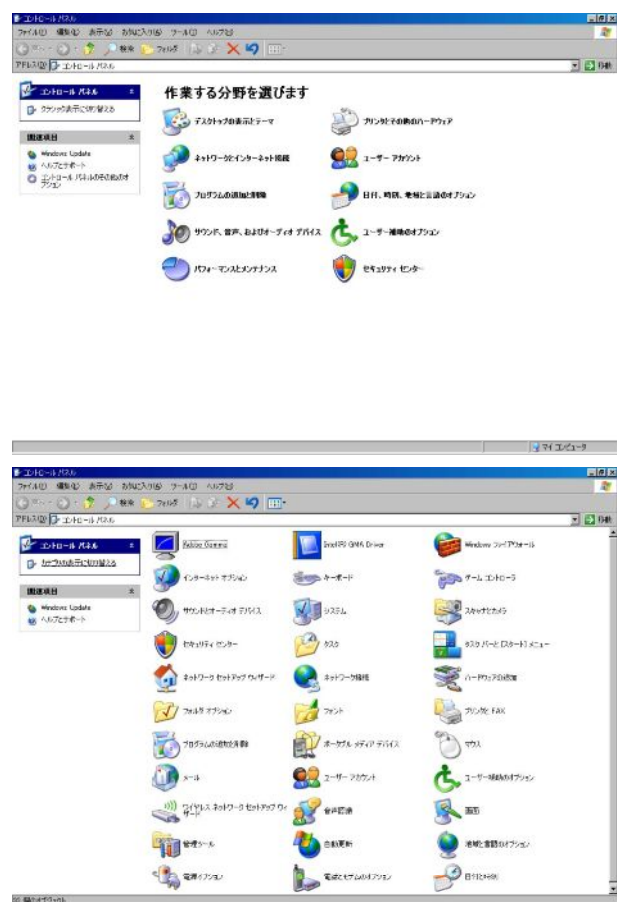 コントロール パネル
ファイル(F) 編集(E) 表示(V) お気に入り(A) ツール(T) ヘルプ(H)
検索 フォルダ
アドレス(D) コントロール パネル 移動
コントロール パネル
クラシック表示に切り替える
関連項目
Windows Update
ヘルプとサポート
コントロール パネルのその他のオプション
作業する分野を選びます
デスクトップの表示とテーマ
プリンタとその他のハードウェア
ネットワークとインターネット接続
ユーザー アカウント
プログラムの追加と削除
日付、時刻、地域と言語のオプション
サウンド、音声、およびオーディオ デバイス
ユーザー補助のオプション
パフォーマンスとメンテナンス
セキュリティ センター
マイ コンピュータ
コントロール パネル
ファイル(F) 編集(E) 表示(V) お気に入り(A) ツール(T) ヘルプ(H)
検索 フォルダ
アドレス(D) コントロール パネル 移動
コントロール パネル
カテゴリの表示に切り替える
関連項目
Windows Update
ヘルプとサポート
Adobe Gamma
Intel(R) GMA Driver
Windows ファイアウォール
インターネット オプション
キーボード
ゲーム コントローラ
サウンドとオーディオ デバイス
システム
スキャナとカメラ
セキュリティ センター
タスク
タスク バーと [スタート] メニュー
ネットワーク セットアップ ウィザード
ネットワーク接続
ハードウェアの追加
フォルダ オプション
フォント
プリンタと FAX
プログラムの追加と削除
ポータブル メディア デバイス
マウス
メール
ユーザー アカウント
ユーザー補助のオプション
ワイヤレス ネットワーク セットアップ ウィ
ザード
音声認識
画面
管理ツール
自動更新
地域と言語のオプション
電源オプション
電話とモデムのオプション
日付と時刻